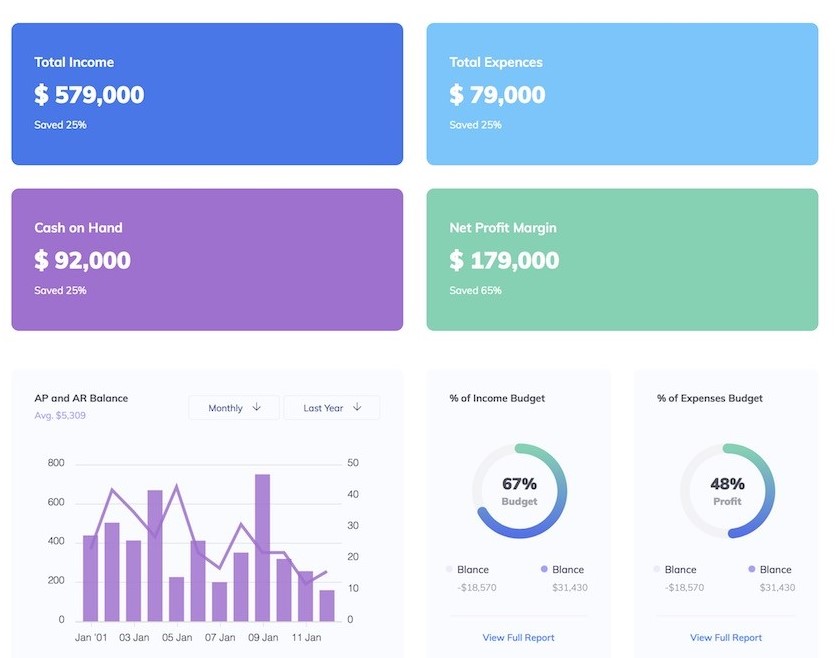 Total Income
$ 579,000
Saved 25%
Total Expences
$ 79,000
Saved 25%
Cash on Hand
$ 92,000
Saved 25%
Net Profit Margin
$ 179,000
Saved 65%
AP and AR Balance
Avg. $5,309
Monthly
Last Year
800
600
400
200
0
50
40
30
20
10
0
Jan '01 03 Jan 05 Jan 07 Jan 09 Jan 11 Jan
% of Income Budget
67%
Budget
Blance
-$18,570
Blance
$31,430
View Full Report
% of Expenses Budget
48%
Profit
Blance
-$18,570
Blance
$31,430
View Full Report